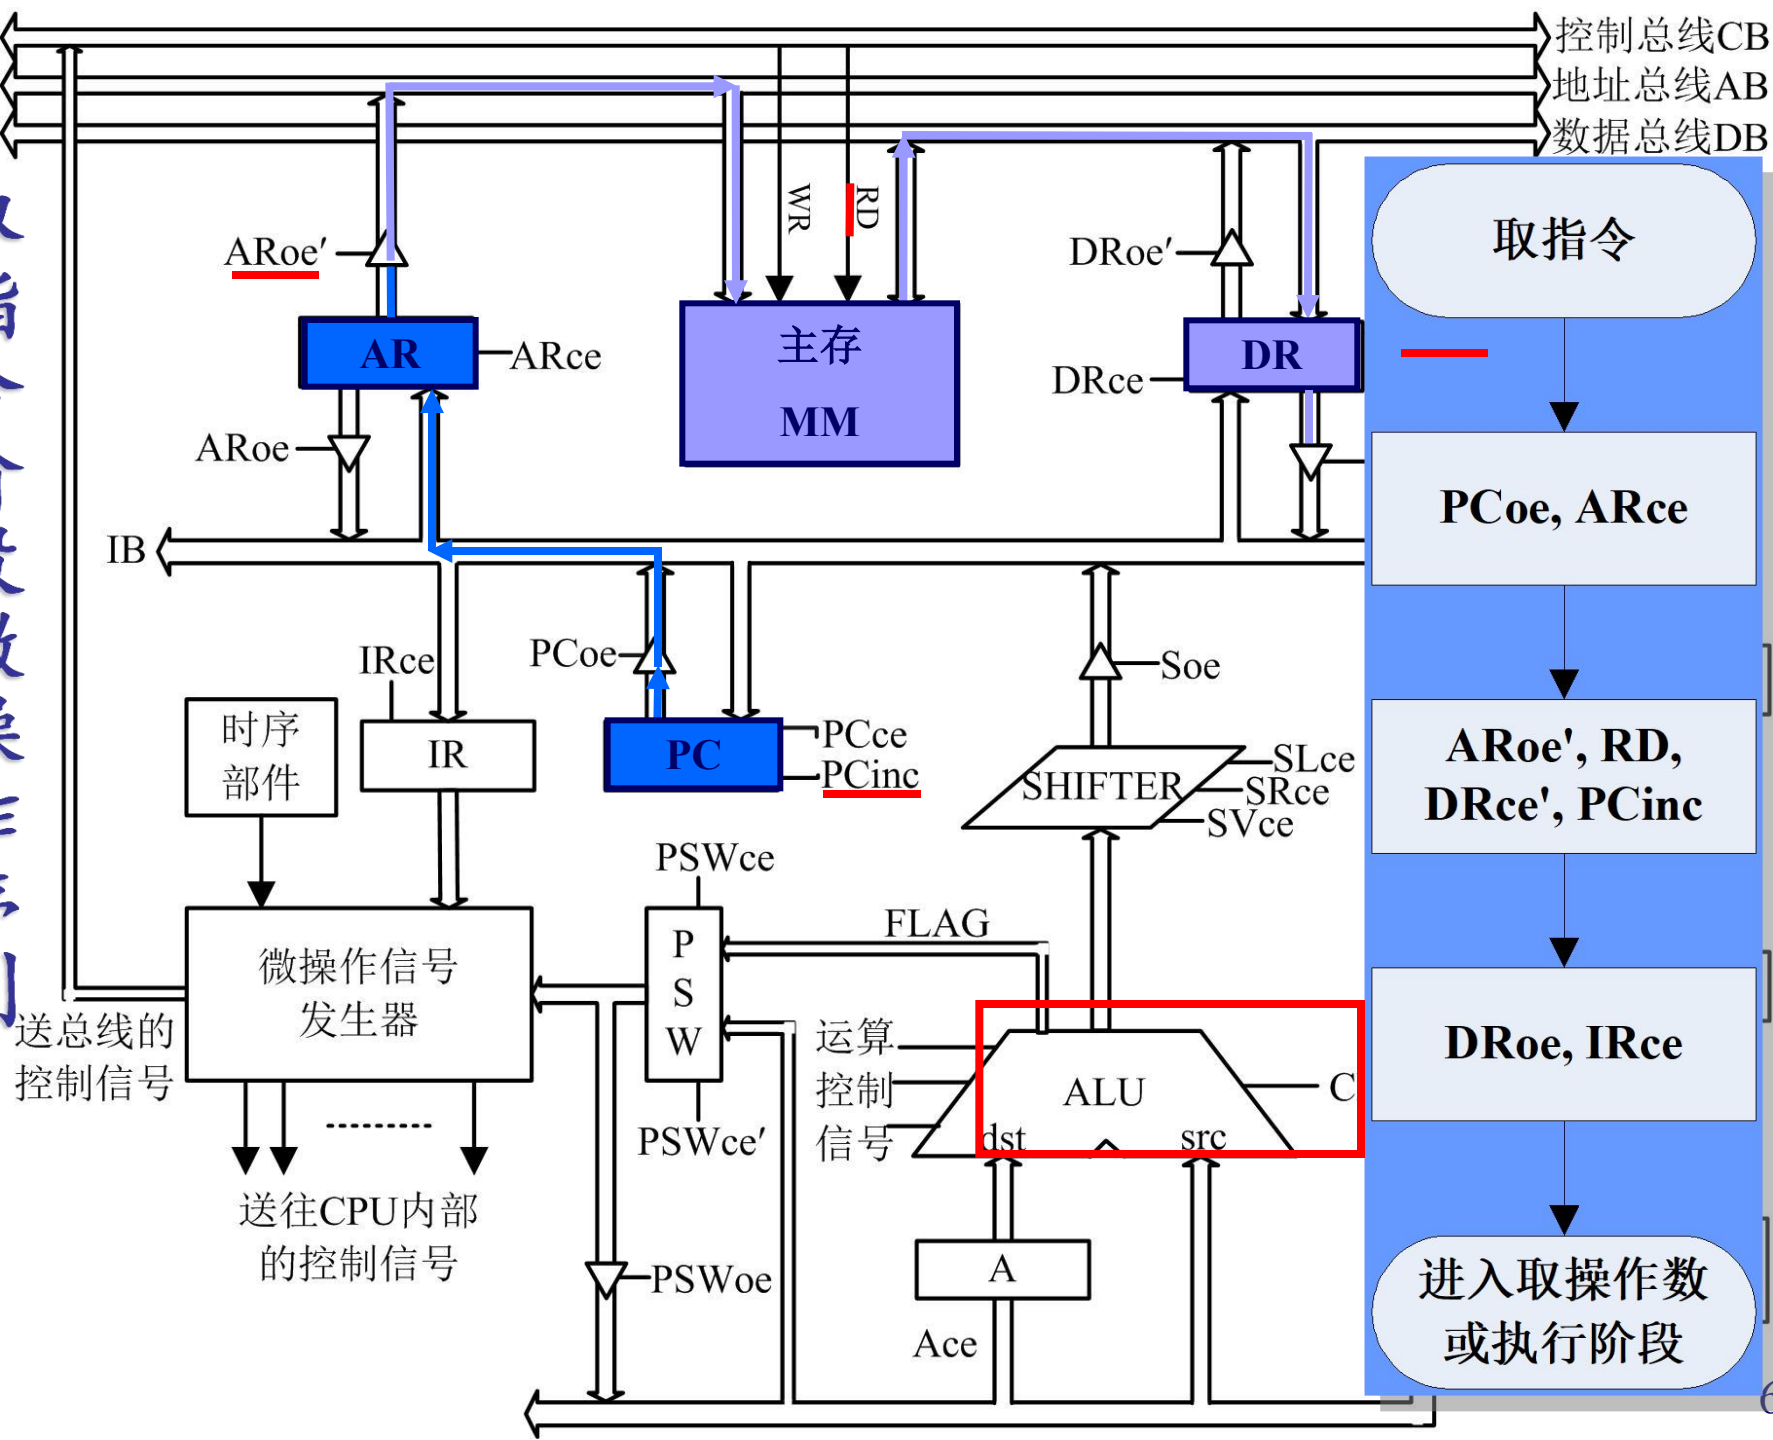 控制总线CB
地址总线AB
数据总线DB
WR
RD
ARoe'
DRoe'
AR
ARce
主存
MM
DR
DRce
ARoe
IB
IRce
PCoe
Soe
时序
部件
IR
PC
PCce
PCinc
SHIFTER
SLce
SRce
SVce
PSWce
FLAG
微操作信号
发生器
P
S
W
送总线的
控制信号
运算
控制
信号
ALU
C
dst
src
PSWce'
送往CPU内部
的控制信号
PSWoe
A
Ace
取指令
PCoe, ARce
ARoe', RD,
DRce', PCinc
DRoe, IRce
进入取操作数
或执行阶段